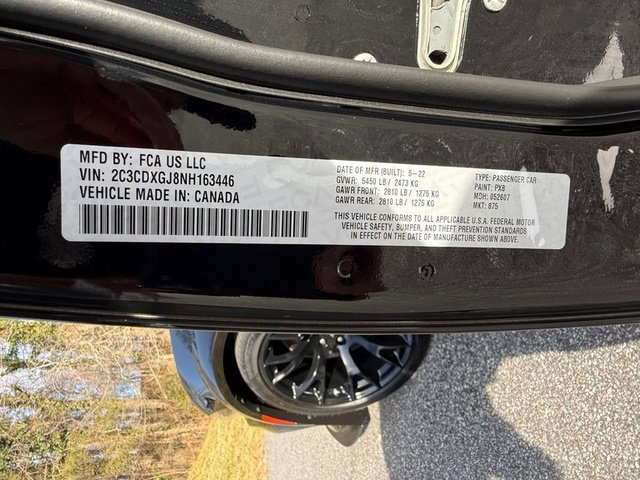 MFD BY: FCA US LLC
VIN: 2C3CDXGJ8NH163446
VEHICLE MADE IN: CANADA
DATE OF MFR (BUILT): 5-22
GVWR: 5450 LB / 2473 KG
GAWR FRONT: 2810 LB / 1275 KG
GAWR REAR: 2810 LB / 1275 KG
TYPE: PASSENGER CAR
PAINT: PX8
MDH: 052607
MKT: 875
THIS VEHICLE CONFORMS TO ALL APPLICABLE U.S.A. FEDERAL MOTOR
VEHICLE SAFETY, BUMPER, AND THEFT PREVENTION STANDARDS
IN EFFECT ON THE DATE OF MANUFACTURE SHOWN ABOVE.